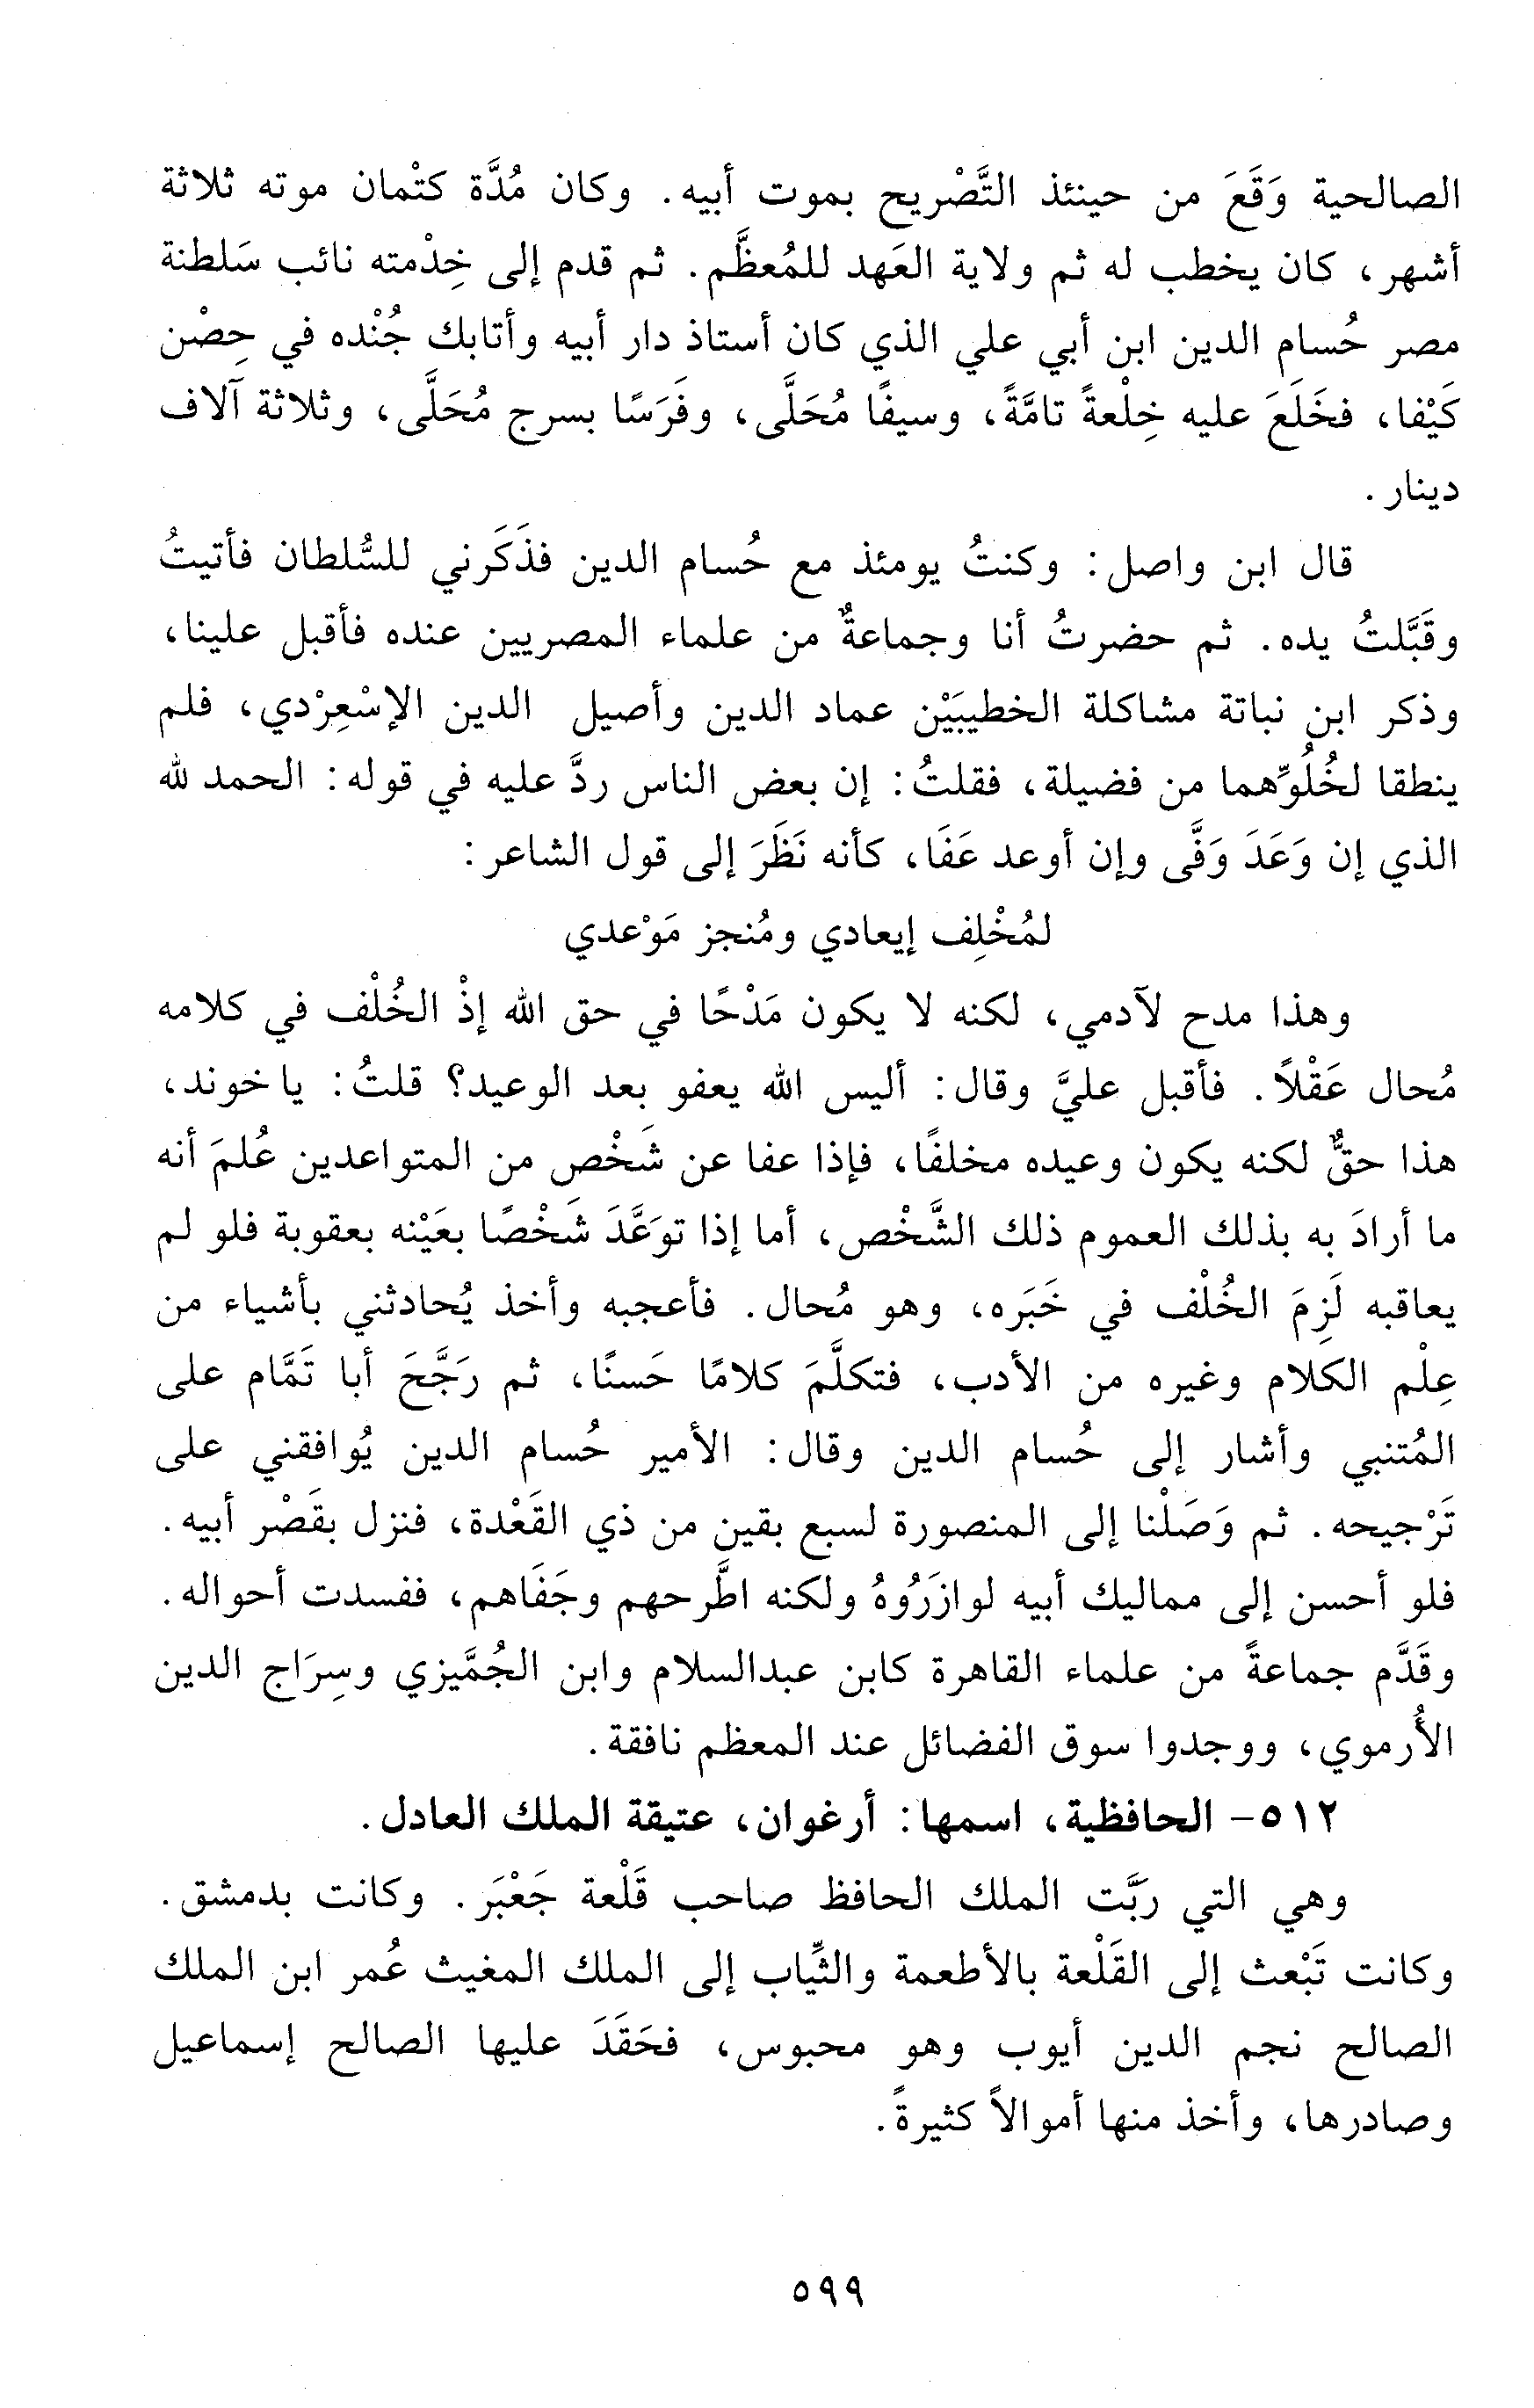 الصالحية وَقَعَ من حينئذ التَّصْريح بموت أبيه. وكان مُدَّة كتْمان موته ثلاثة
أشهر، كان يخطب له ثم ولاية العَهد للمُعظَّم. ثم قدم إلى خِدْمته نائب سَلطنة
مصر حُسام الدين ابن أبي علي الذي كان أستاذ دار أبيه وأتابك جُنْده في حِصْن
كَيْفا، فخَلَعَ عليه خِلْعةً تامَّةً، وسيفًا مُحَلَّى، وفَرَسًا بسرج مُحَلَّى، وثلاثة آلاف
دينار.
قال ابن واصل: وكنتُ يومئذ مع حُسام الدين فذَكَرني للسُّلطان فأتيتُ
وقَبَّلتُ يده. ثم حضرتُ أنا وجماعةٌ من علماء المصريين عنده فأقبل علينا،
وذكر ابن نباتة مشاكلة الخطيبَيْن عماد الدين وأصيل الدين الإسْعِرْدي، فلم
ينطقا لخُلُوِّهما من فضيلة، فقلتُ: إن بعض الناس ردَّ عليه في قوله: الحمد لله
الذي إن وَعَدَ وَفَّى وإن أوعد عَفَا، كأنه نَظَرَ إلى قول الشاعر:
لمُخْلِف إيعادي ومُنجز مَوْعدي
وهذا مدح لآدمي، لكنه لا يكون مَدْحًا في حق الله إذْ الخُلْف في كلامه
مُحال عَقْلاً. فأقبل عليَّ وقال: أليس الله يعفو بعد الوعيد؟ قلتُ: يا خوند،
هذا حقٌّ لكنه يكون وعيده مخلفًا، فإذا عفا عن شَخْص من المتواعدين عُلمَ أنه
ما أرادَ به بذلك العموم ذلك الشَّخْص، أما إذا توَعَّدَ شَخْصًا بعَيْنه بعقوبة فلو لم
يعاقبه لَزِمَ الخُلْف في خَبَره، وهو مُحال. فأعجبه وأخذ يُحادثني بأشياء من
عِلْم الكلام وغيره من الأدب، فتكلَّمَ كلامًا حَسنًا، ثم رَجَّحَ أبا تَمَّام على
المُتنبي وأشار إلى حُسام الدين وقال: الأمير حُسام الدين يُوافقني على
تَرْجيحه. ثم وَصَلْنا إلى المنصورة لسبع بقين من ذي القَعْدة، فنزل بقَصْر أبيه.
فلو أحسن إلى مماليك أبيه لوازَرُوهُ ولكنه اطَّرحهم وجَفَاهم، ففسدت أحواله.
وقَدَّم جماعةً من علماء القاهرة كابن عبدالسلام وابن الجُمَّيزي وسِرَاج الدين
الأُرموي، ووجدوا سوق الفضائل عند المعظم نافقة.
٥١٢- الحافظية، اسمها: أرغوان، عتيقة الملك العادل.
وهي التي ربَّت الملك الحافظ صاحب قَلْعة جَعْبَر. وكانت بدمشق.
وكانت تَبْعث إلى القَلْعة بالأطعمة والثِّياب إلى الملك المغيث عُمر ابن الملك
الصالح نجم الدين أيوب وهو محبوس، فحَقَدَ عليها الصالح إسماعيل
وصادرها، وأخذ منها أموالاً كثيرةً.
٥٩٩